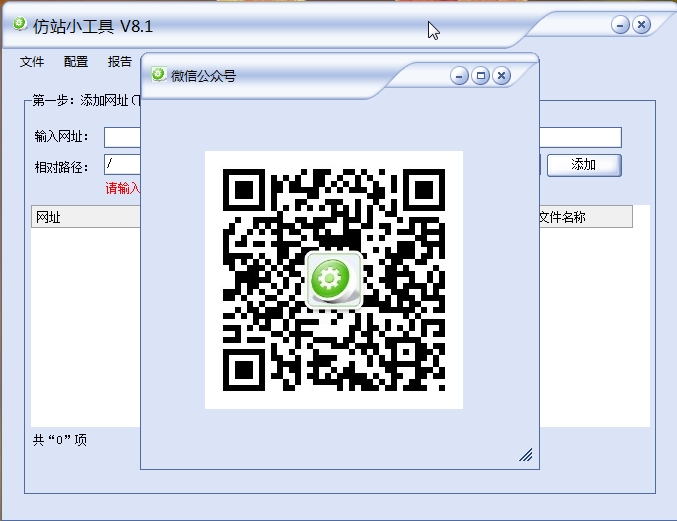 仿站小工具 V8.1
文件 配置 报告
微信公众号
第一步：添加网址(
输入网址：
相对路径： / 添加
请输入
网址 文件名称
共“0”项